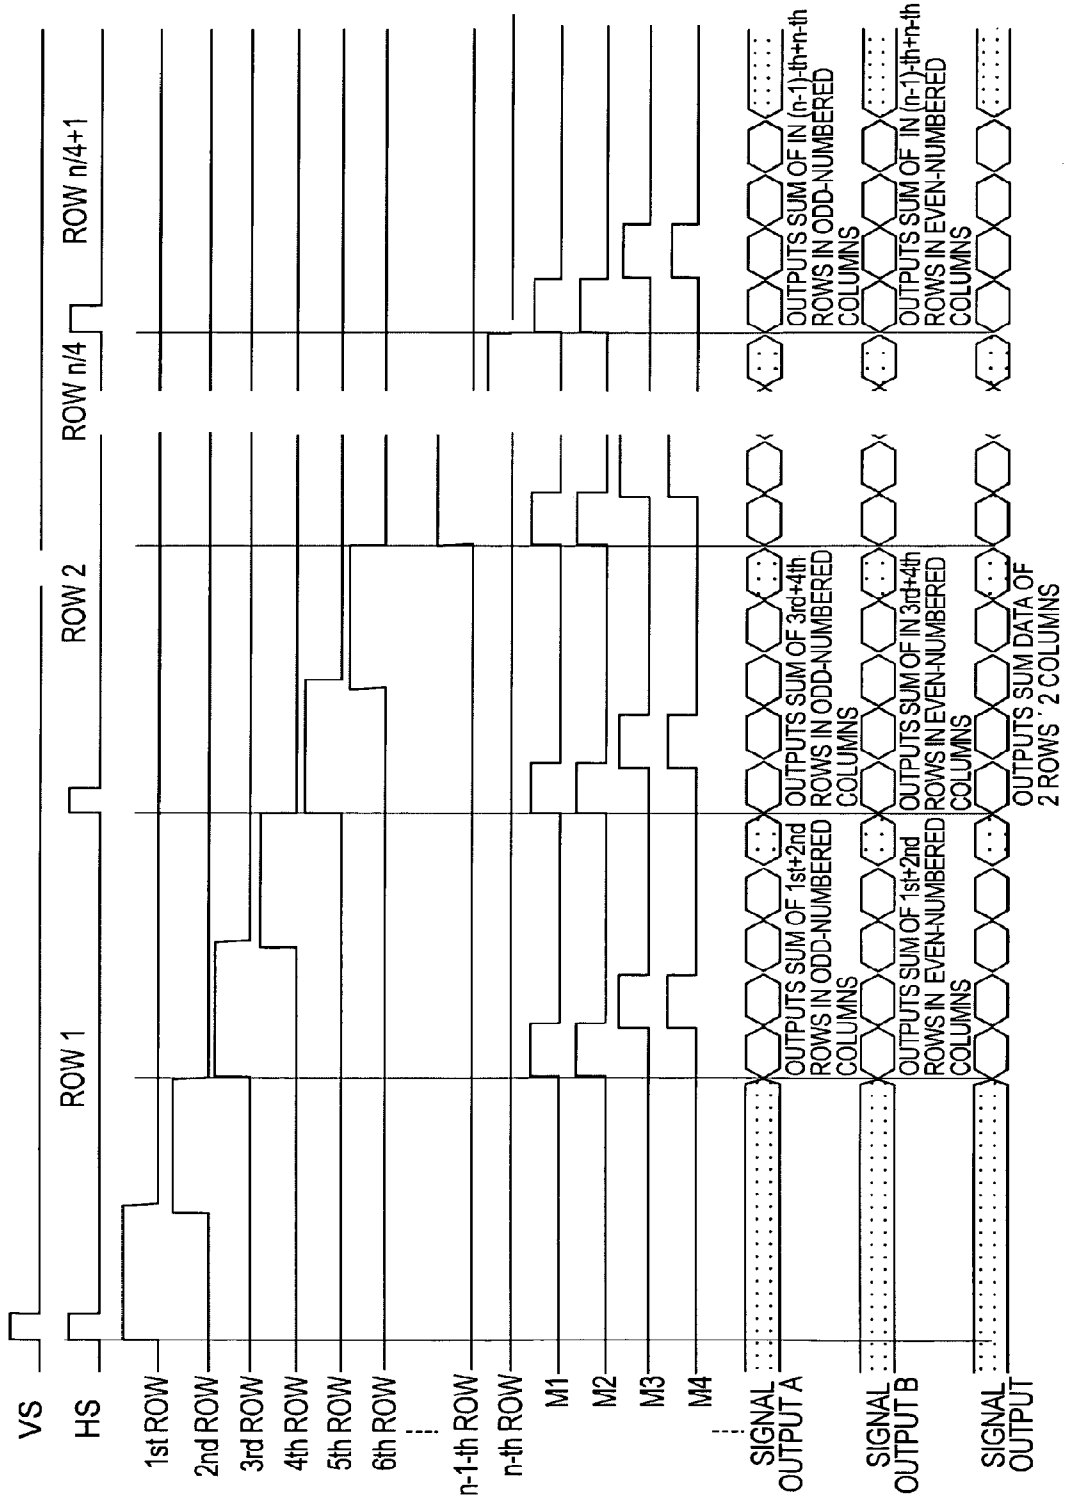 VS
HS
ROW 1
ROW 2
ROW n/4
ROW n/4+1
1st ROW
2nd ROW
3rd ROW
4th ROW
5th ROW
6th ROW
n-1-th ROW
n-th ROW
M1
M2
M3
M4
SIGNAL
OUTPUT A
OUTPUTS SUM OF 1st+2nd
ROWS IN ODD-NUMBERED
COLUMNS
OUTPUTS SUM OF 3rd+4th
ROWS IN ODD-NUMBERED
COLUMNS
OUTPUTS SUM OF IN (n-1)-th+n-th
ROWS IN ODD-NUMBERED
COLUMNS
SIGNAL
OUTPUT B
OUTPUTS SUM OF 1st+2nd
ROWS IN EVEN-NUMBERED
COLUMNS
OUTPUTS SUM OF IN 3rd+4th
ROWS IN EVEN-NUMBERED
COLUMNS
OUTPUTS SUM OF IN (n-1)-th+n-th
ROWS IN EVEN-NUMBERED
COLUMNS
SIGNAL
OUTPUT
OUTPUTS SUM DATA OF
2 ROWS ' 2 COLUMNS